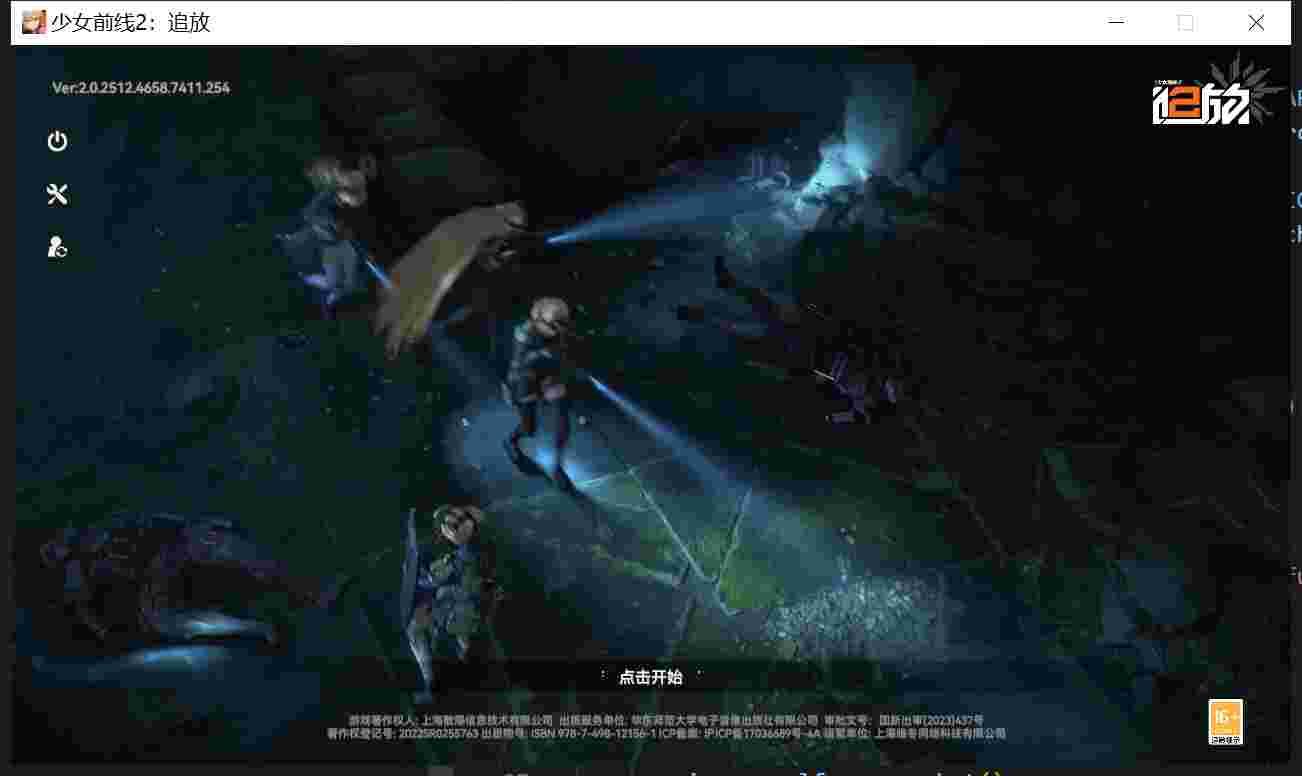 少女前线2：追放
Ver:2.0.2512.4658.7411.254
追放
点击开始
游戏著作权人: 上海散爆信息技术有限公司 出版服务单位: 华东师范大学电子音像出版社有限公司 审批文号: 国新出审(2023)437号
著作权登记号: 2022SR0255763 出版物号: ISBN 978-7-498-12156-1 ICP备案: 沪ICP备17036689号-4A 运营单位: 上海
网络科技有限公司
16+
适龄提示